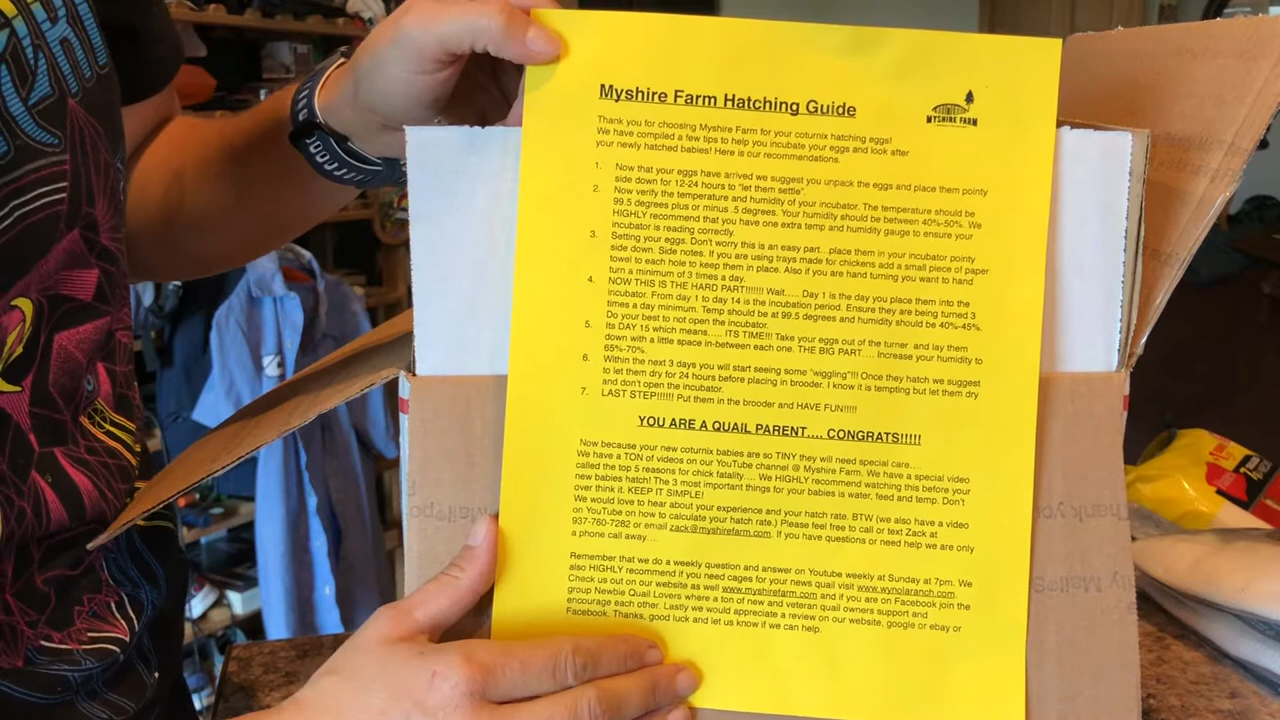 Myshire Farm Hatching Guide
MYSHIRE FARM
Thank you for choosing Myshire Farm for your coturnix hatching eggs!
We have compiled a few tips to help you incubate your eggs and look after
your newly hatched babies! Here is our recommendations.
1. Now that your eggs have arrived we suggest you unpack the eggs and place them pointy
side down for 12-24 hours to "let them settle".
2. Now verify the temperature and humidity of your incubator. The temperature should be
99.5 degrees plus or minus .5 degrees. Your humidity should be between 40%-50%. We
HIGHLY recommend that you have one extra temp and humidity gauge to ensure your
incubator is reading correctly.
3. Setting your eggs. Don't worry this is an easy part... place them in your incubator pointy
side down. Side notes. If you are using trays made for chickens add a small piece of paper
towel to each hole to keep them in place. Also if you are hand turning you want to hand
turn a minimum of 3 times a day.
4. NOW THIS IS THE HARD PART!!!!!!! Wait..... Day 1 is the day you place them into the
incubator. From day 1 to day 14 is the incubation period. Ensure they are being turned 3
times a day minimum. Temp should be at 99.5 degrees and humidity should be 40%-45%.
Do your best to not open the incubator.
5. Its DAY 15 which means..... ITS TIME!!! Take your eggs out of the turner and lay them
down with a little space in-between each one. THE BIG PART.... Increase your humidity to
65%-70%.
6. Within the next 3 days you will start seeing some "wiggling"!!! Once they hatch we suggest
to let them dry for 24 hours before placing in brooder. I know it is tempting but let them dry
and don't open the incubator.
7. LAST STEP!!!!!! Put them in the brooder and HAVE FUN!!!!!
YOU ARE A QUAIL PARENT.... CONGRATS!!!!!
Now because your new coturnix babies are so TINY they will need special care....
We have a TON of videos on our YouTube channel @ Myshire Farm. We have a special video
called the top 5 reasons for chick fatality.... We HIGHLY recommend watching this before your
new babies hatch! The 3 most important things for your babies is water, feed and temp. Don't
over think it. KEEP IT SIMPLE!
We would love to hear about your experience and your hatch rate. BTW (we also have a video
on YouTube on how to calculate your hatch rate.) Please feel free to call or text Zack at
937-760-7282 or email zack@myshirefarm.com. If you have questions or need help we are only
a phone call away....
Remember that we do a weekly question and answer on Youtube weekly at Sunday at 7pm. We
also HIGHLY recommend if you need cages for your news quail visit www.wynolaranch.com.
Check us out on our website as well www.myshirefarm.com and if you are on Facebook join the
group Newbie Quail Lovers where a ton of new and veteran quail owners support and
encourage each other. Lastly we would appreciate a review on our website, google or ebay or
Facebook. Thanks, good luck and let us know if we can help.